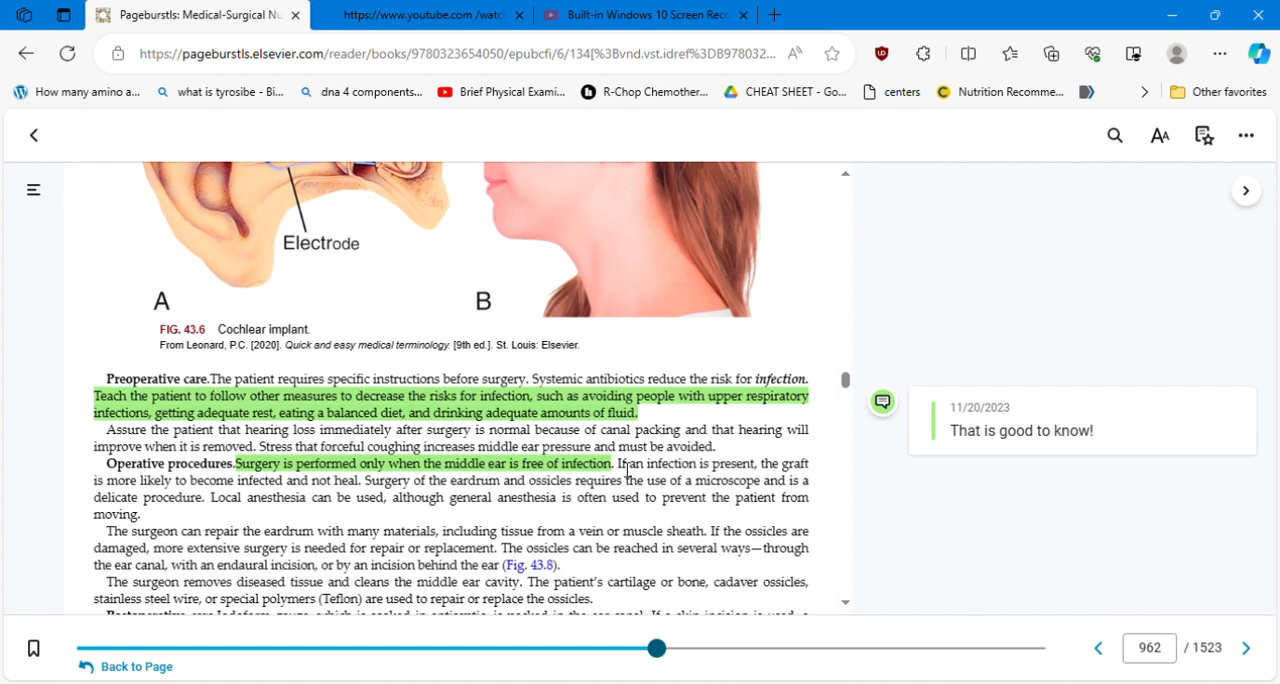 Pageburstls: Medical-Surgical Nu
https://www.youtube.com/watc
Built-in Windows 10 Screen Reco
https://pageburstls.elsevier.com/reader/books/9780323654050/epubcfi/6/134[%3Bvnd.vst.idref%3DB978032...
How many amino a...
what is tyrosibe - Bi...
dna 4 components...
Brief Physical Exami...
R-Chop Chemother...
CHEAT SHEET - Go...
centers
Nutrition Recomme...
Other favorites
Electrode
A
B
FIG. 43.6 Cochlear implant.
From Leonard, P.C. [2020]. Quick and easy medical terminology. [9th ed.]. St. Louis: Elsevier.
Preoperative care.The patient requires specific instructions before surgery. Systemic antibiotics reduce the risk for infection.
Teach the patient to follow other measures to decrease the risks for infection, such as avoiding people with upper respiratory
infections, getting adequate rest, eating a balanced diet, and drinking adequate amounts of fluid.
Assure the patient that hearing loss immediately after surgery is normal because of canal packing and that hearing will
improve when it is removed. Stress that forceful coughing increases middle ear pressure and must be avoided.
Operative procedures.Surgery is performed only when the middle ear is free of infection. If an infection is present, the graft
is more likely to become infected and not heal. Surgery of the eardrum and ossicles requires the use of a microscope and is a
delicate procedure. Local anesthesia can be used, although general anesthesia is often used to prevent the patient from
moving.
The surgeon can repair the eardrum with many materials, including tissue from a vein or muscle sheath. If the ossicles are
damaged, more extensive surgery is needed for repair or replacement. The ossicles can be reached in several ways—through
the ear canal, with an endaural incision, or by an incision behind the ear (Fig. 43.8).
The surgeon removes diseased tissue and cleans the middle ear cavity. The patient's cartilage or bone, cadaver ossicles,
stainless steel wire, or special polymers (Teflon) are used to repair or replace the ossicles.
11/20/2023
That is good to know!
Back to Page
962 / 1523